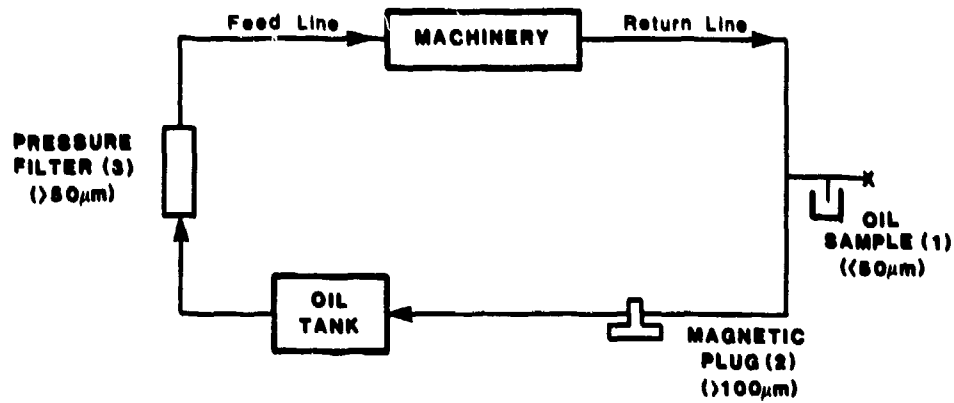 Feed Line
MACHINERY
Return Line
PRESSURE
FILTER (3)
(>50μm)
OIL
SAMPLE (1)
(<50μm)
OIL
TANK
MAGNETIC
PLUG (2)
(>100μm)